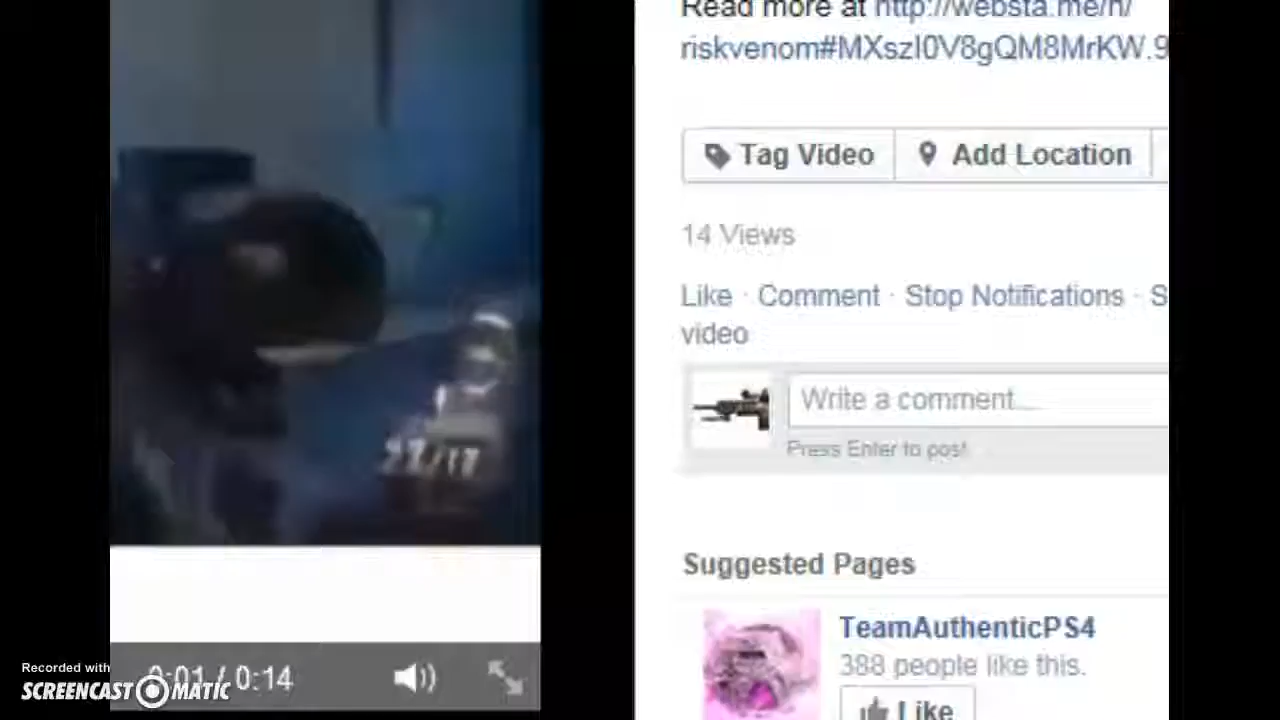 Read more at http://websta.me/n/
riskvenom#MXszI0V8gQM8MrKW.9
Tag Video
Add Location
14 Views
Like · Comment · Stop Notifications · S
video
Write a comment...
Press Enter to post
Suggested Pages
TeamAuthenticPS4
388 people like this.
Like
0:01 / 0:14
Recorded with
SCREENCAST MATIC